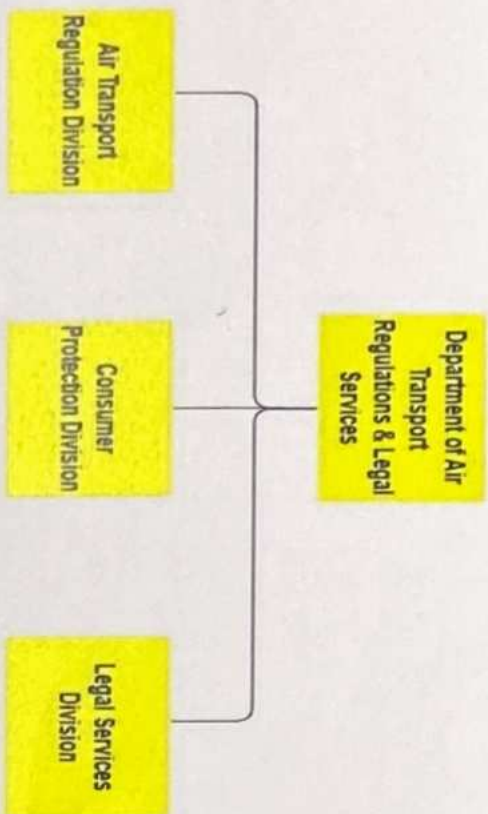 Department of Air
Transport
Regulations & Legal
Services
Air Transport
Regulation Division
Consumer
Protection Division
Legal Services
Division